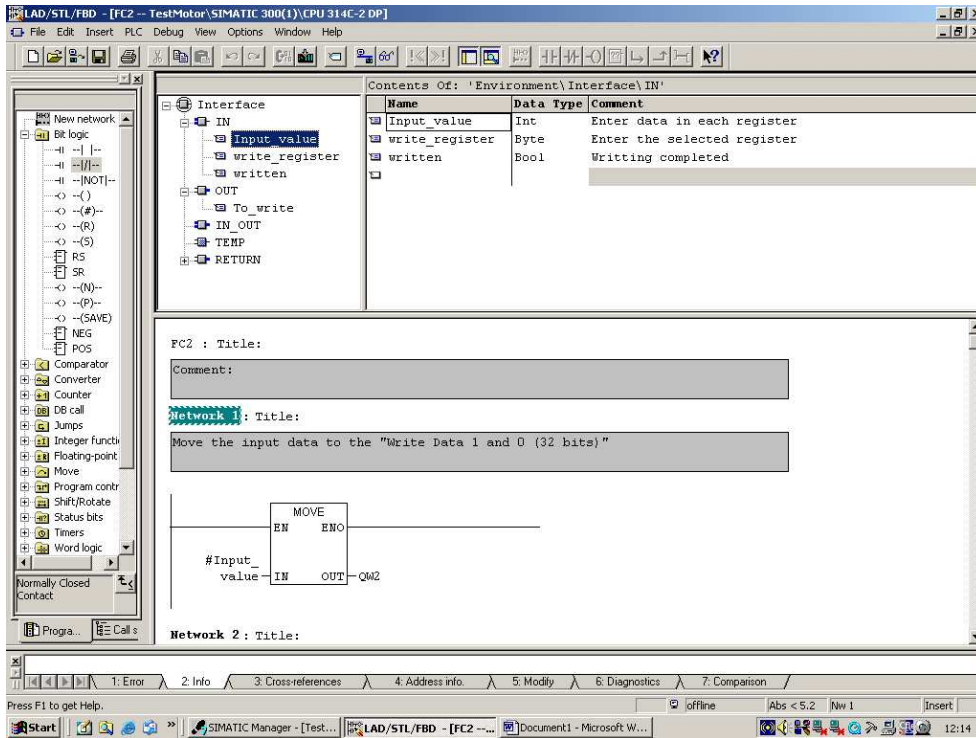 LAD/STL/FBD - [FC2 -- TestMotor\SIMATIC 300(1)\CPU 314C-2 DP]
File Edit Insert PLC Debug View Options Window Help
New network
Bit logic
--| |--
--|/|--
--|NOT|--
--( )
--(#)--
--(R)
--(S)
RS
SR
--(N)--
--(P)--
--(SAVE)
NEG
POS
Comparator
Converter
Counter
DB call
Jumps
Integer functi
Floating-point
Move
Program contr
Shift/Rotate
Status bits
Timers
Word logic
Normally Closed
Contact
Progra... Call s
Interface
IN
Input_value
write_register
written
OUT
To_write
IN_OUT
TEMP
RETURN
Contents Of: 'Environment\Interface\IN'
Name Data Type Comment
Input_value Int Enter data in each register
write_register Byte Enter the selected register
written Bool Writting completed
FC2 : Title:
Comment:
Network 1: Title:
Move the input data to the "Write Data 1 and 0 (32 bits)"
MOVE
EN ENO
#Input_
value IN OUT QW2
Network 2 : Title:
1: Error 2: Info 3: Cross-references 4: Address info. 5: Modify 6: Diagnostics 7: Comparison
Press F1 to get Help. offline Abs < 5.2 Nw 1 Insert
Start » SIMATIC Manager - [Test... LAD/STL/FBD - [FC2 --... Document1 - Microsoft W... 12:14